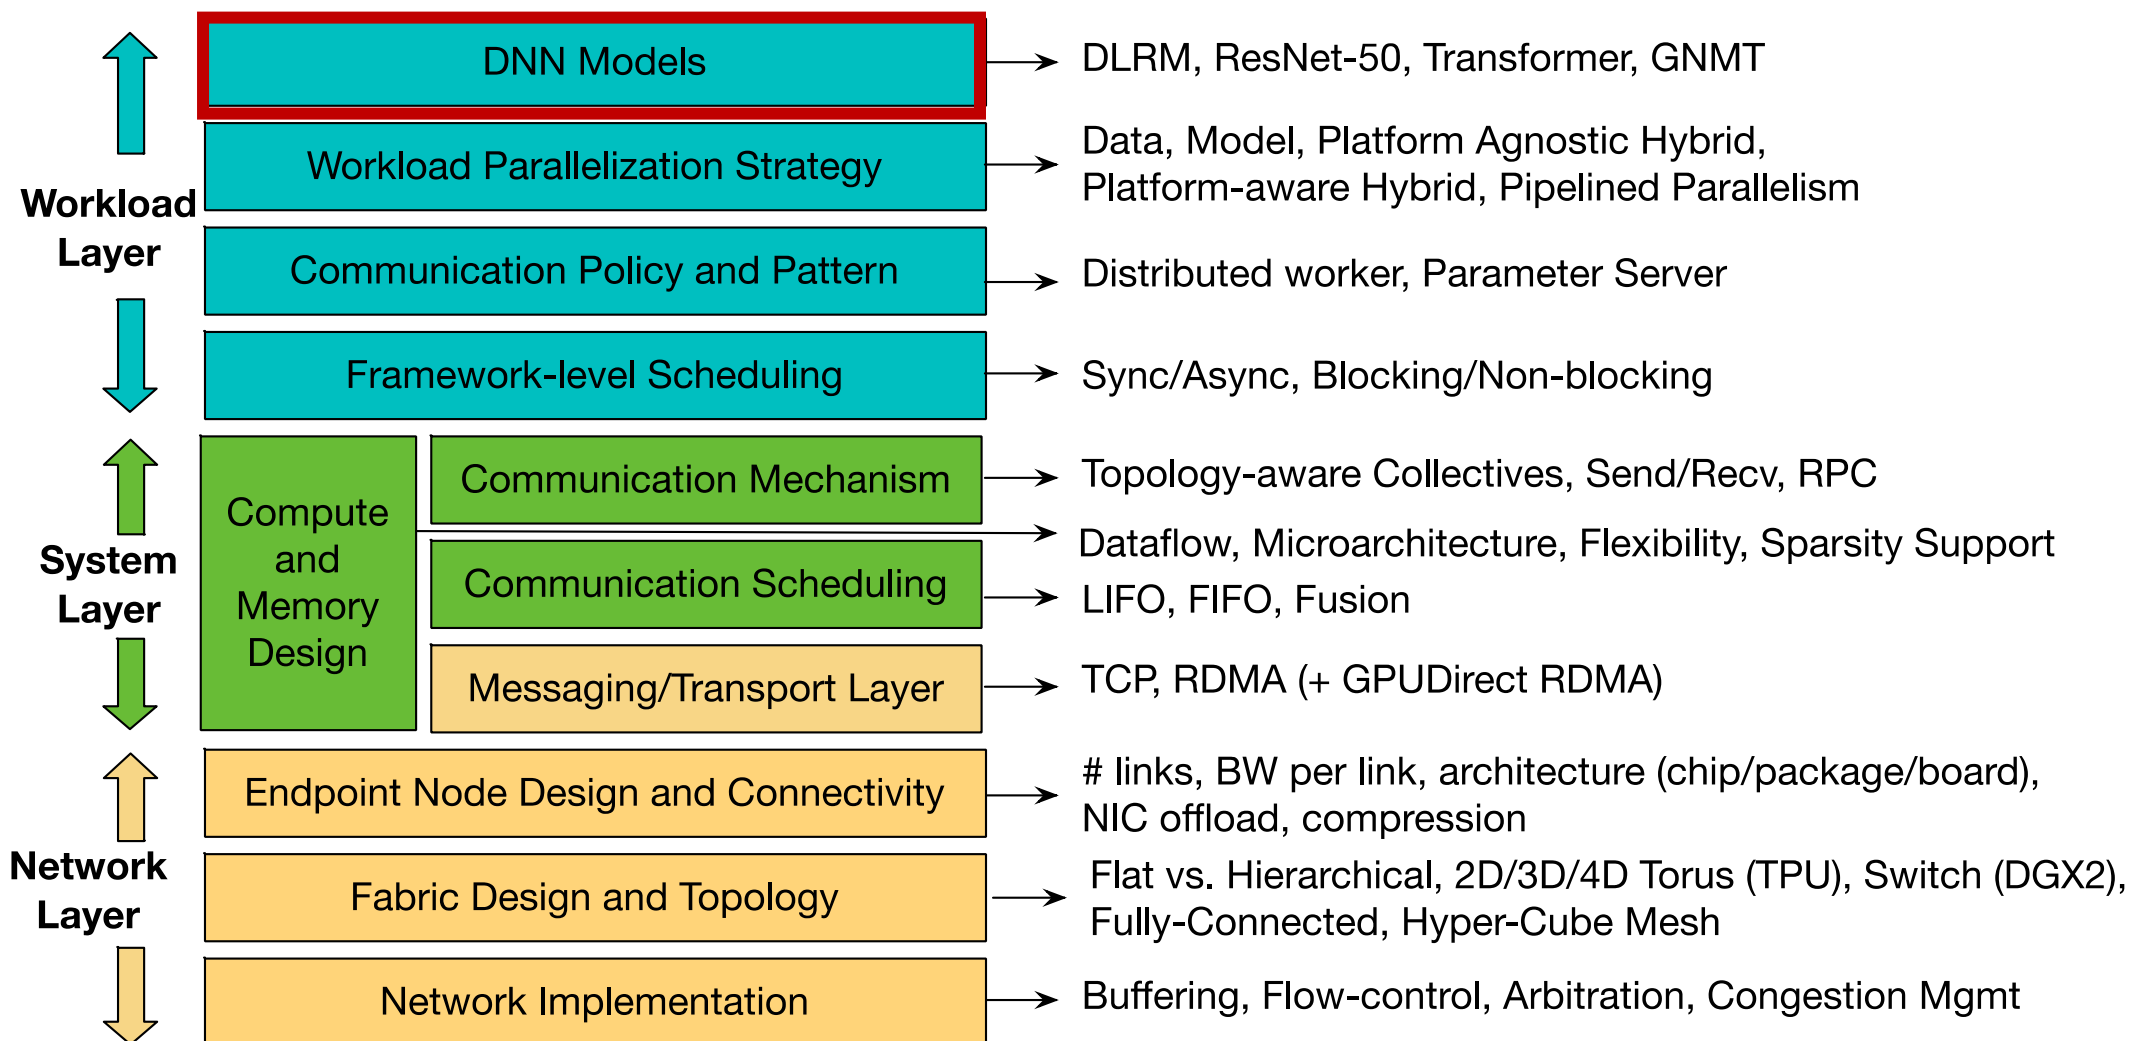 DNN Models
DLRM, ResNet-50, Transformer, GNMT
Workload Parallelization Strategy
Data, Model, Platform Agnostic Hybrid,
Platform-aware Hybrid, Pipelined Parallelism
Workload
Layer
Communication Policy and Pattern
Distributed worker, Parameter Server
Framework-level Scheduling
Sync/Async, Blocking/Non-blocking
System
Layer
Compute
and
Memory
Design
Communication Mechanism
Topology-aware Collectives, Send/Recv, RPC
Dataflow, Microarchitecture, Flexibility, Sparsity Support
Communication Scheduling
LIFO, FIFO, Fusion
Messaging/Transport Layer
TCP, RDMA (+ GPUDirect RDMA)
Network
Layer
Endpoint Node Design and Connectivity
# links, BW per link, architecture (chip/package/board),
NIC offload, compression
Fabric Design and Topology
Flat vs. Hierarchical, 2D/3D/4D Torus (TPU), Switch (DGX2),
Fully-Connected, Hyper-Cube Mesh
Network Implementation
Buffering, Flow-control, Arbitration, Congestion Mgmt